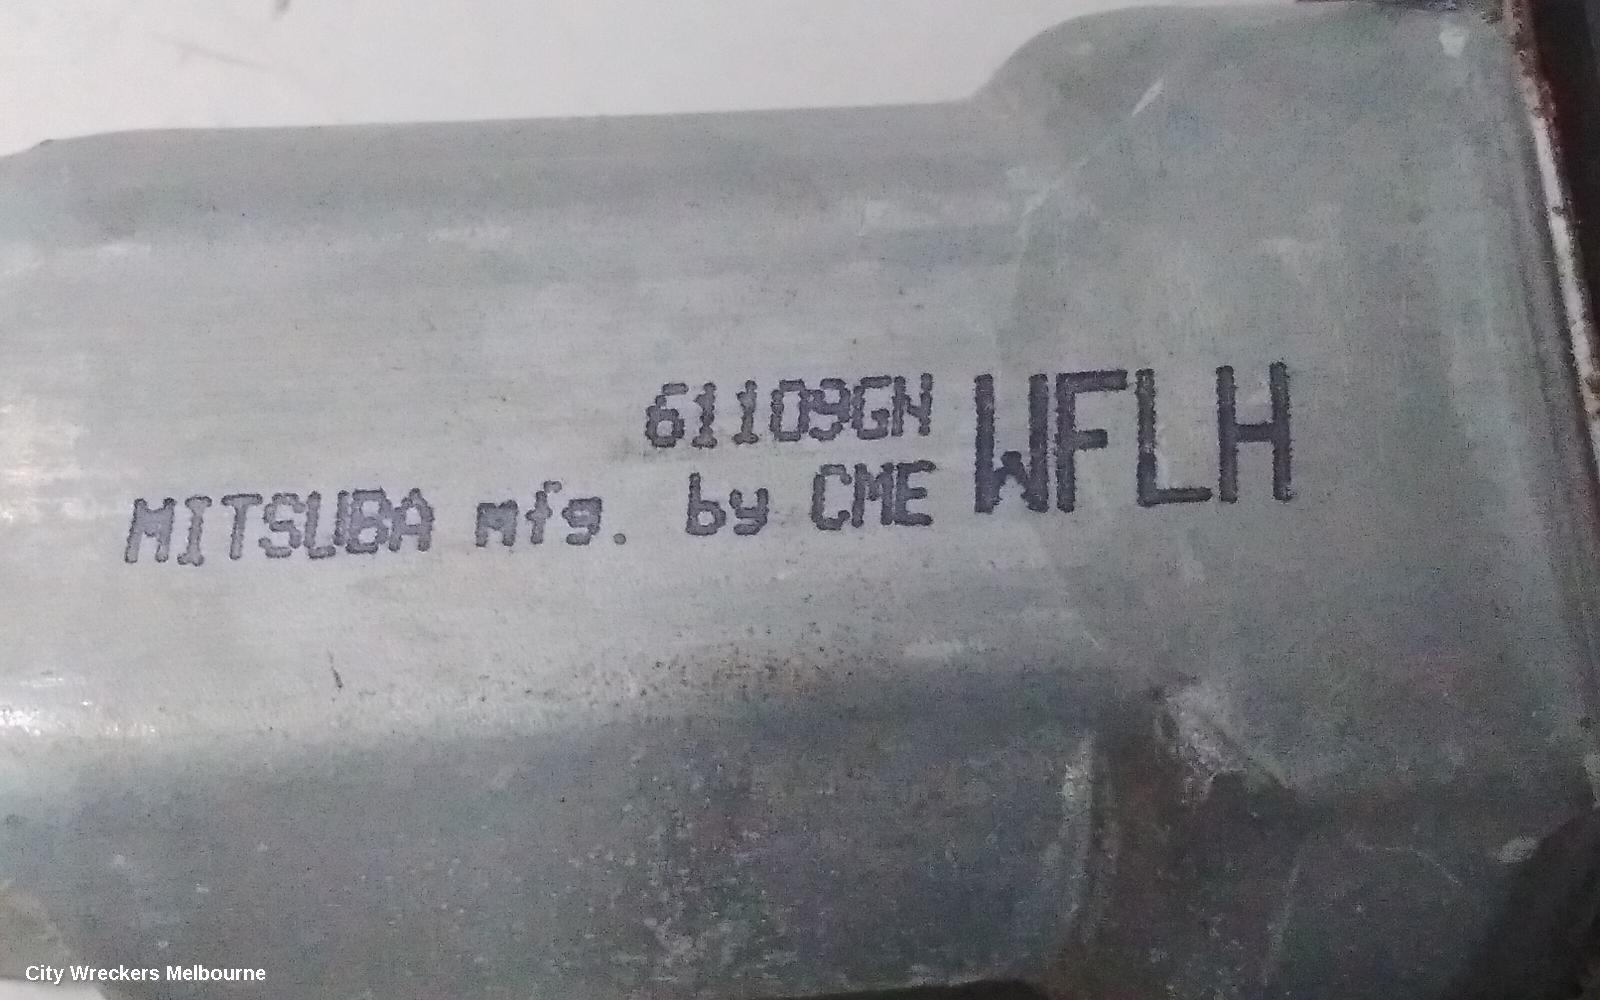 61109GN WFLH
MITSUBA mfg. by CME
City Wreckers Melbourne